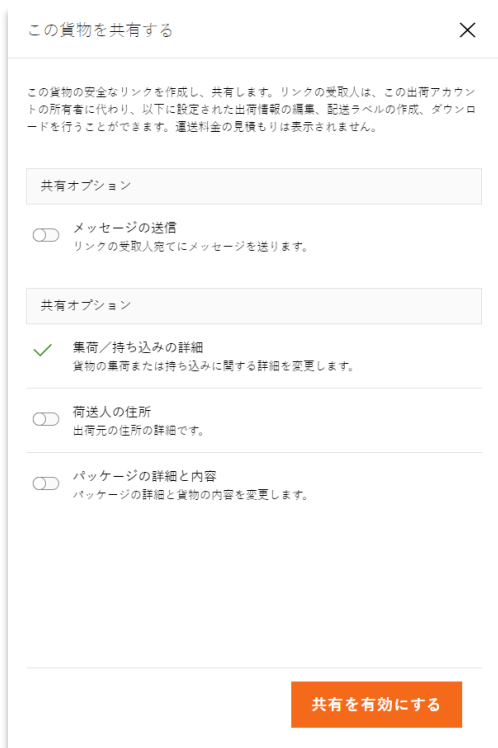 この貨物を共有する
この貨物の安全なリンクを作成し、共有します。リンクの受取人は、この出荷アカウン
トの所有者に代わり、以下に設定された出荷情報の編集、配送ラベルの作成、ダウンロ
ードを行うことができます。運送料金の見積もりは表示されません。
共有オプション
メッセージの送信
リンクの受取人宛てにメッセージを送ります。
共有オプション
集荷／持ち込みの詳細
貨物の集荷または持ち込みに関する詳細を変更します。
荷送人の住所
出荷元の住所の詳細です。
パッケージの詳細と内容
パッケージの詳細と貨物の内容を変更します。
共有を有効にする